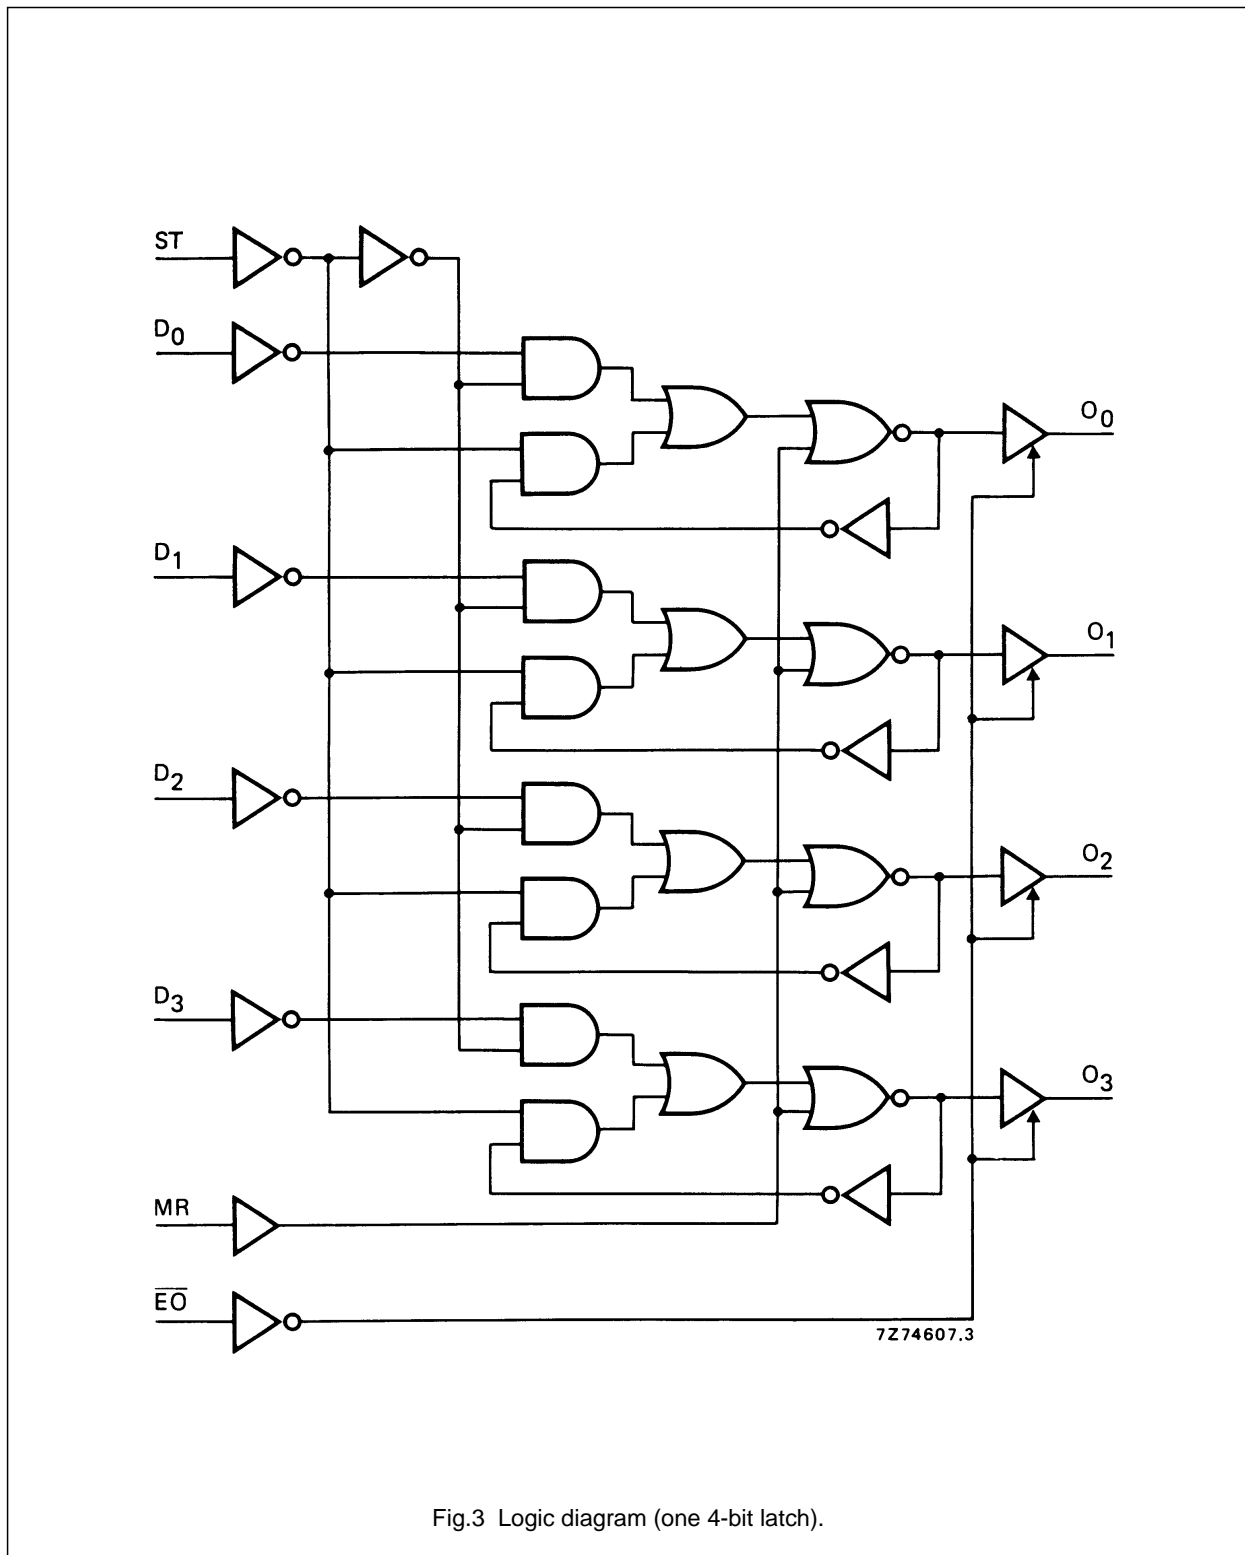 ST
D0
O0
D1
O1
D2
O2
D3
O3
MR
E̅O̅
7Z74607.3
Fig.3 Logic diagram (one 4-bit latch).